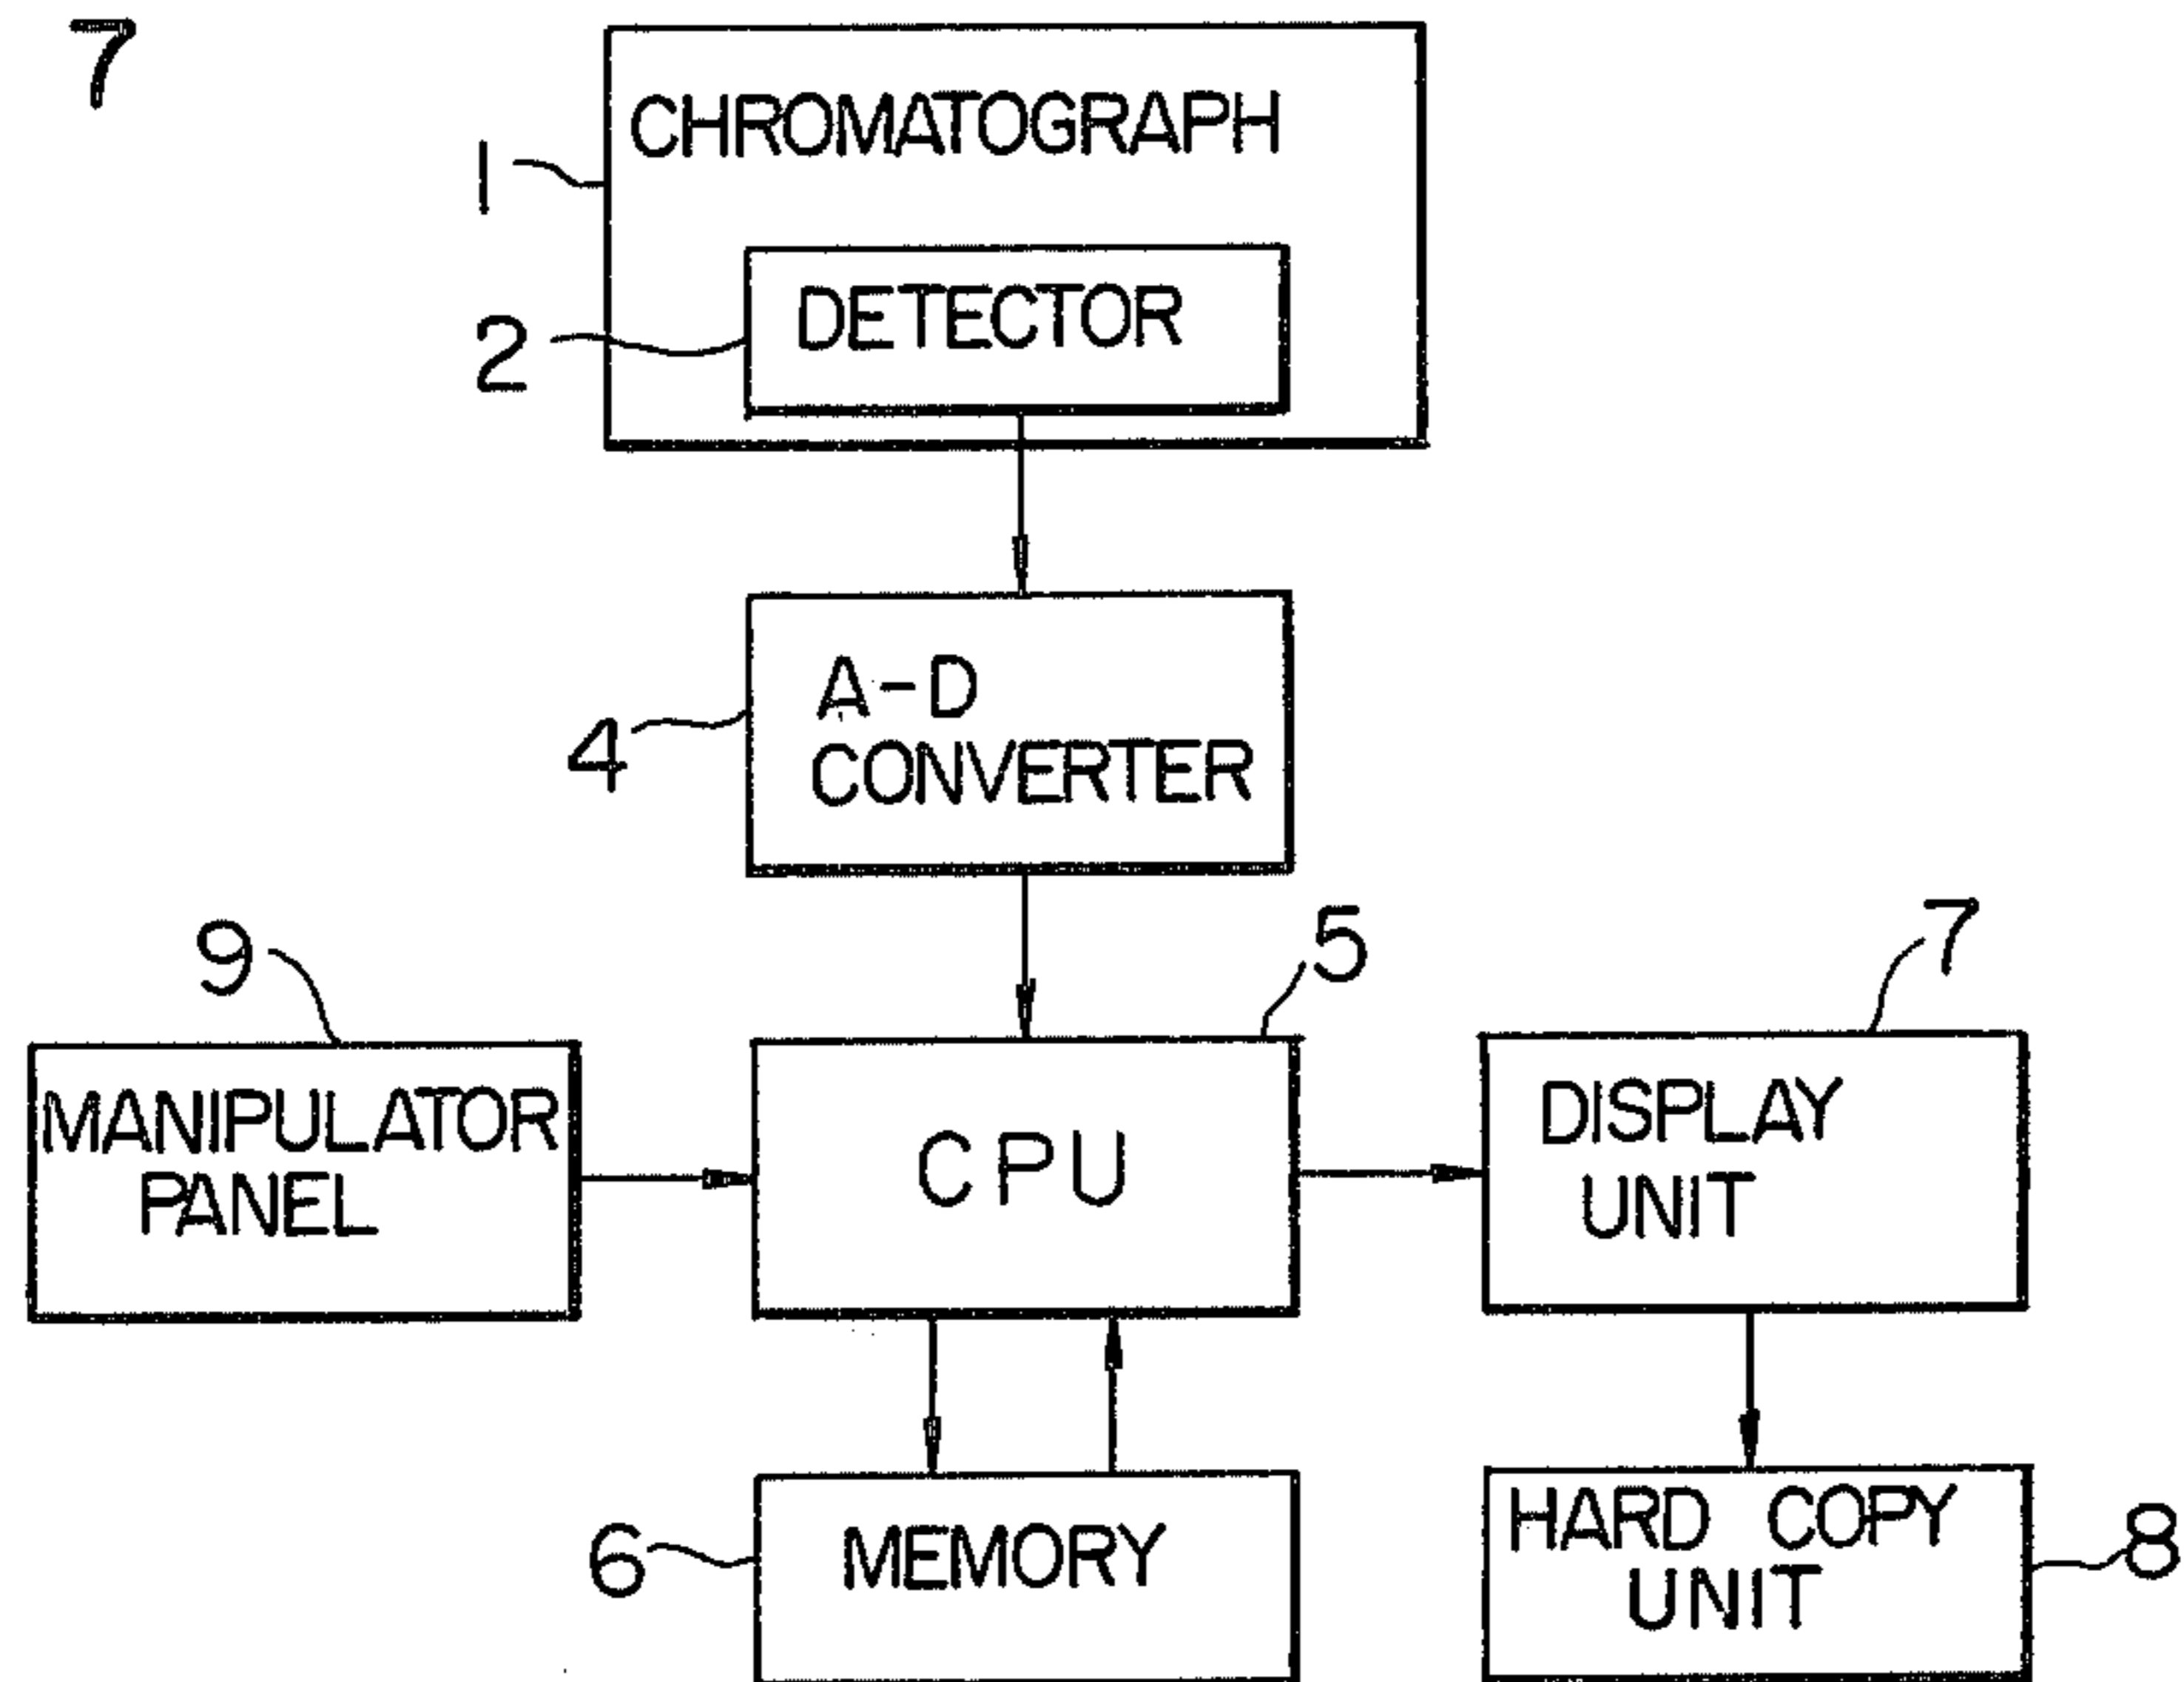 7
CHROMATOGRAPH
1
DETECTOR
2
A-D
CONVERTER
4
9
5
7
MANIPULATOR
PANEL
CPU
DISPLAY
UNIT
6
MEMORY
HARD COPY
UNIT
8